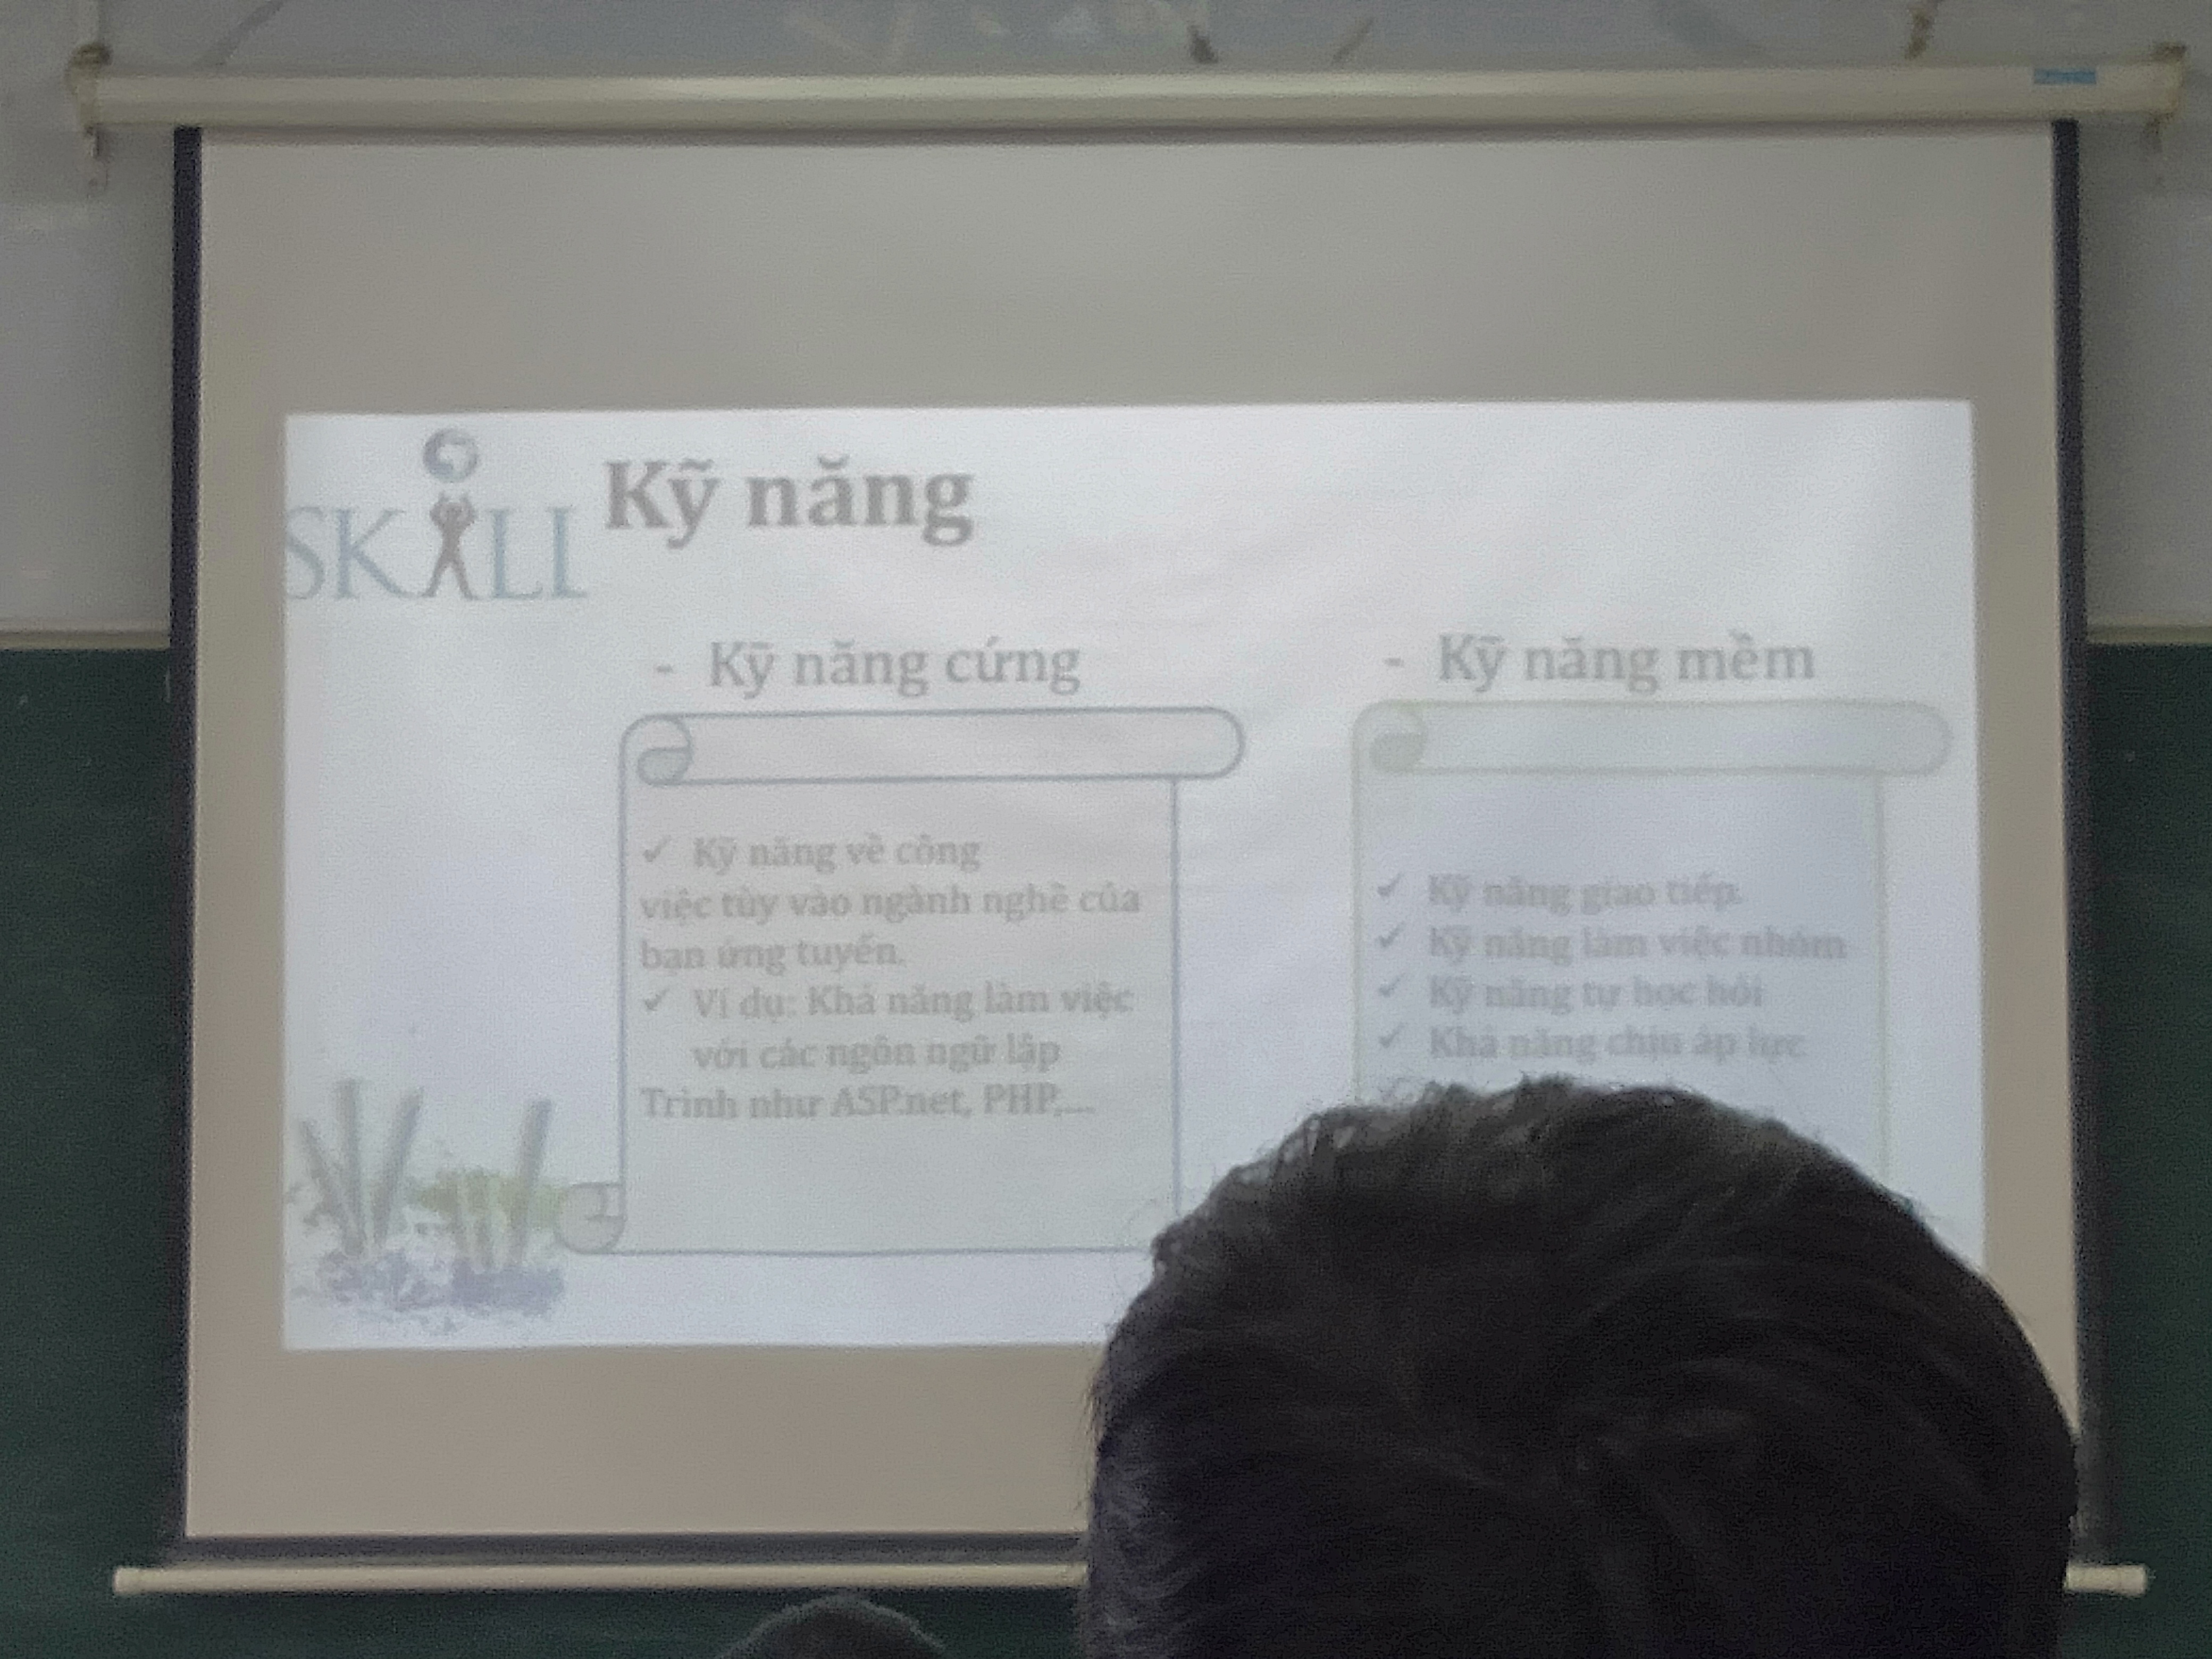 SKILL
Kỹ năng
- Kỹ năng cứng
✓ Kỹ năng về công
việc tùy vào ngành nghề của
bạn ứng tuyển.
✓ Ví dụ: Khả năng làm việc
với các ngôn ngữ lập
Trình như ASP.net, PHP,...
- Kỹ năng mềm
✓ Kỹ năng giao tiếp.
✓ Kỹ năng làm việc nhóm
✓ Kỹ năng tự học hỏi
✓ Khả năng chịu áp lực